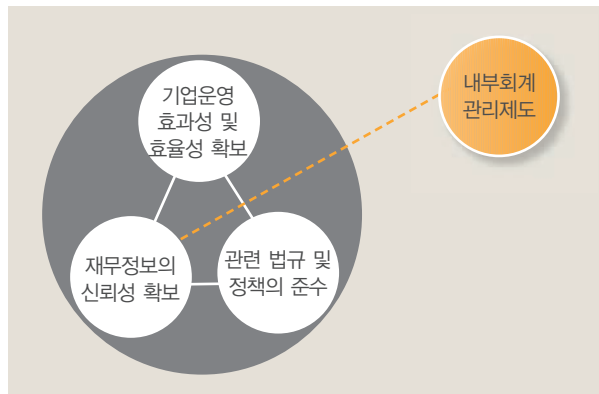 기업운영
효과성 및
효율성 확보
내부회계
관리제도
재무정보의
신뢰성 확보
관련 법규 및
정책의 준수